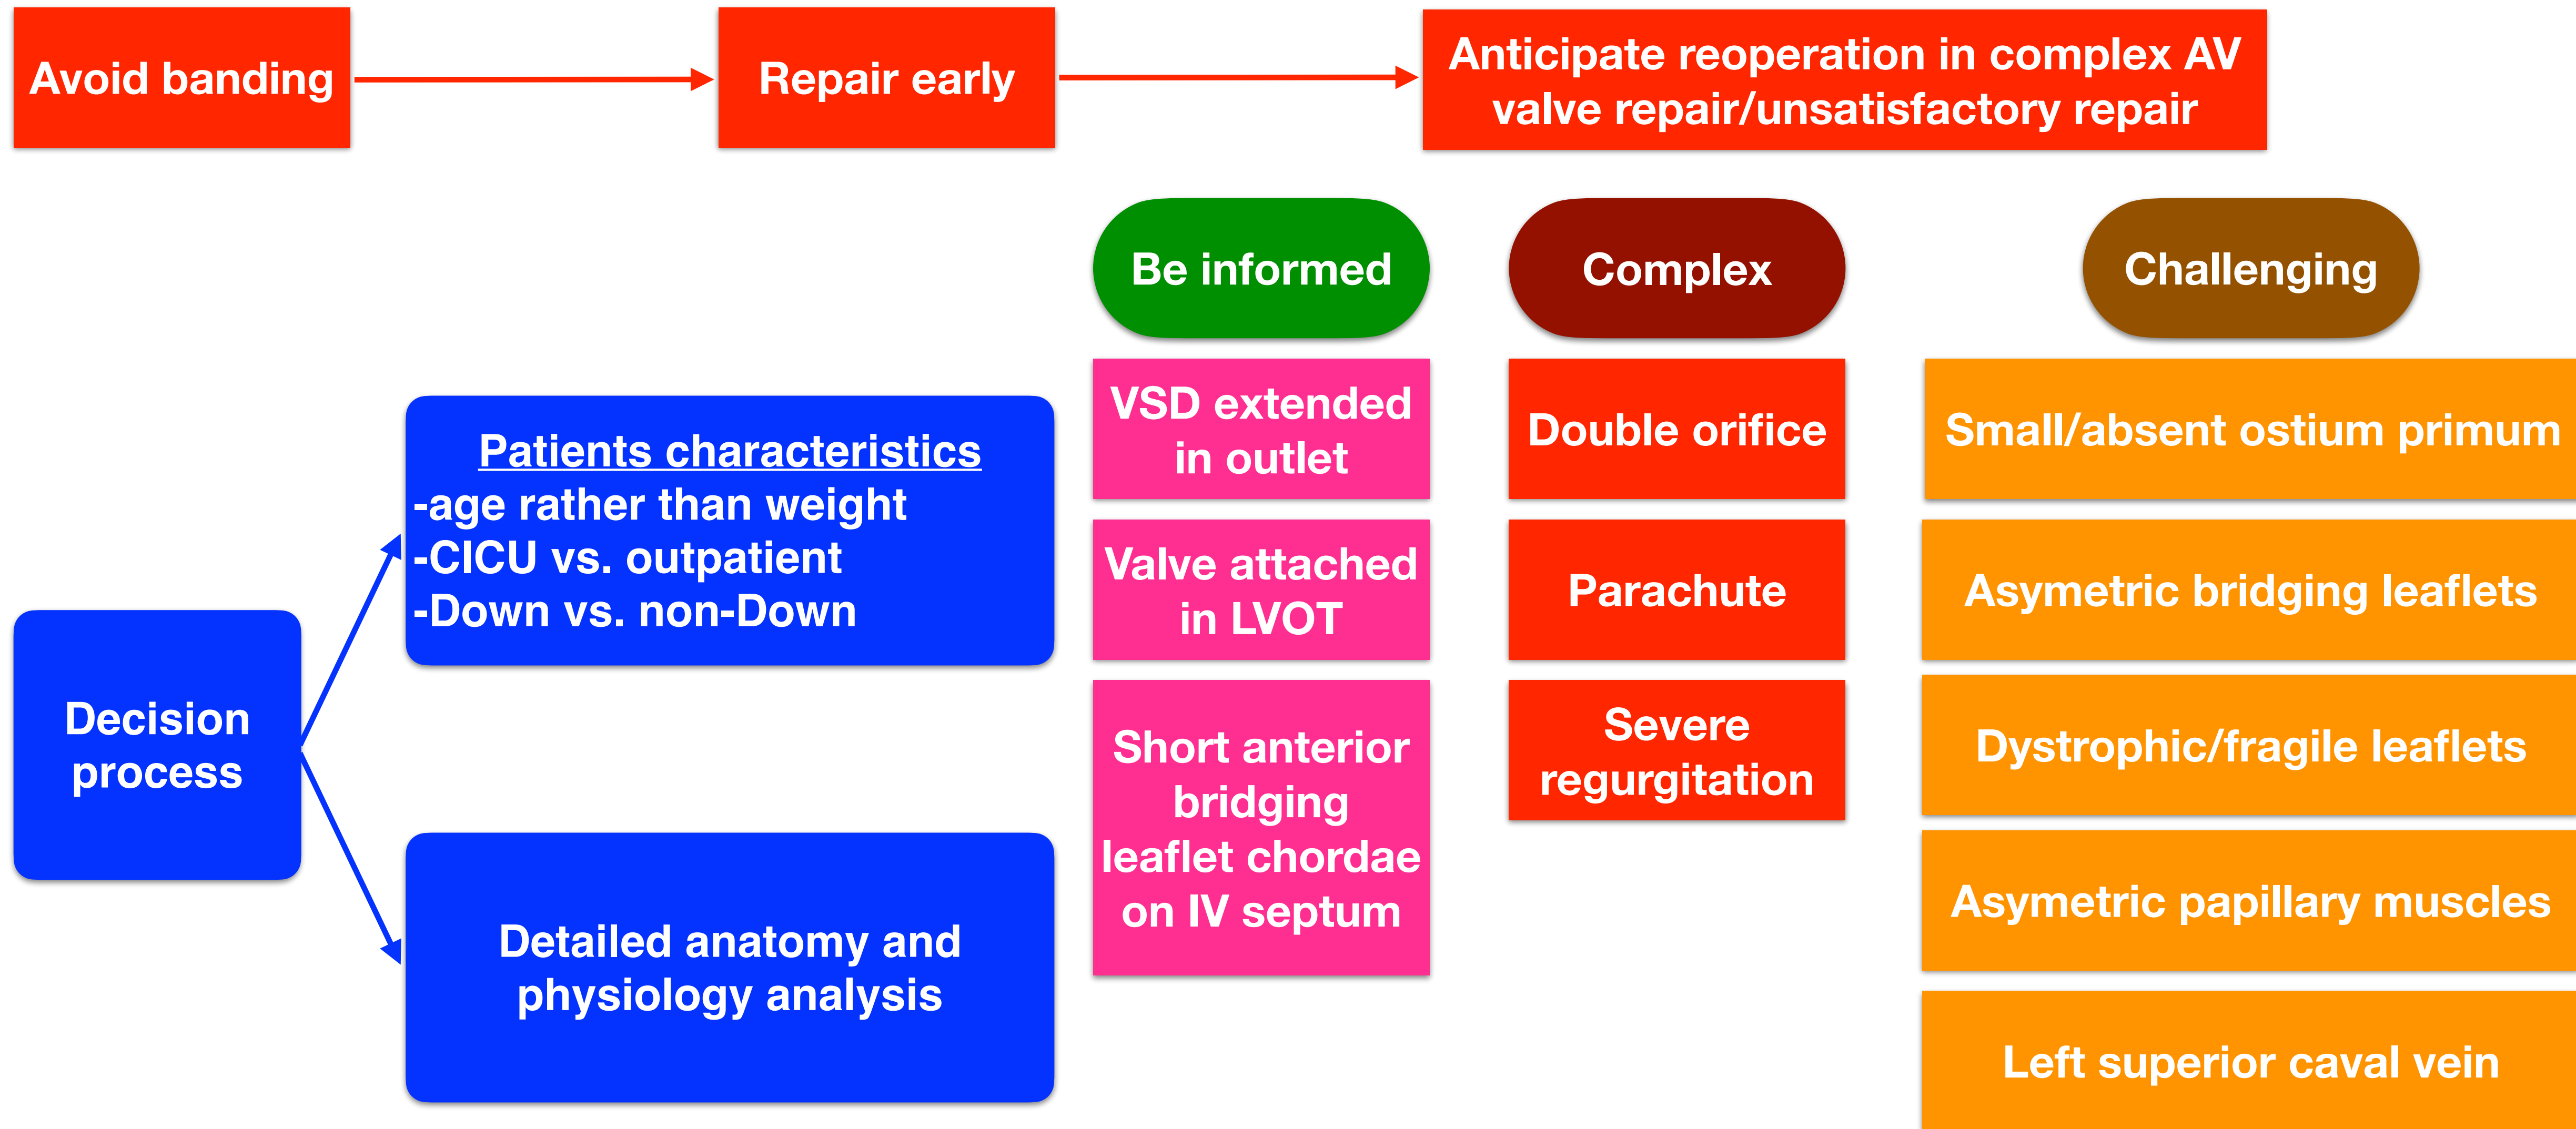 Avoid banding
Repair early
Anticipate reoperation in complex AV
valve repair/unsatisfactory repair
Decision
process
Patients characteristics
-age rather than weight
-CICU vs. outpatient
-Down vs. non-Down
Detailed anatomy and
physiology analysis
Be informed
VSD extended
in outlet
Valve attached
in LVOT
Short anterior
bridging
leaflet chordae
on IV septum
Complex
Double orifice
Parachute
Severe
regurgitation
Challenging
Small/absent ostium primum
Asymetric bridging leaflets
Dystrophic/fragile leaflets
Asymetric papillary muscles
Left superior caval vein